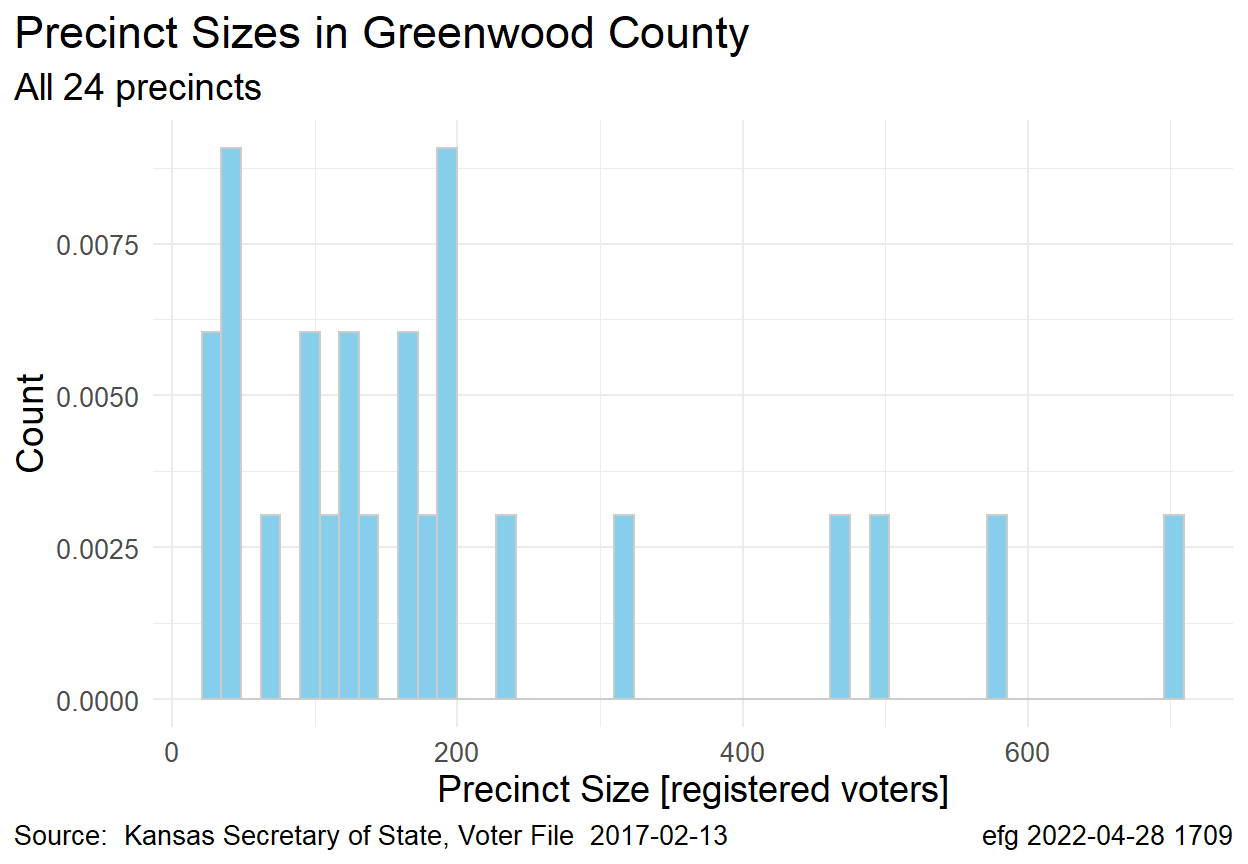 Precinct Sizes in Greenwood County
All 24 precincts
Count
0.0075
0.0050
0.0025
0.0000
0
200
400
600
Precinct Size [registered voters]
Source:  Kansas Secretary of State, Voter File  2017-02-13
efg 2022-04-28 1709